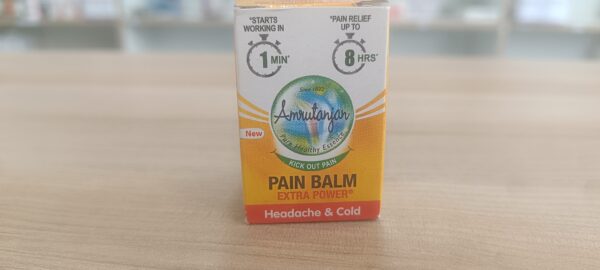 *STARTS
WORKING IN
1 MIN*
*PAIN RELIEF
UP TO
8 HRS*
Since 1893
Amrutanjan
Pure Healthy Essence
New
KICK OUT PAIN
PAIN BALM
EXTRA POWER®
Headache & Cold